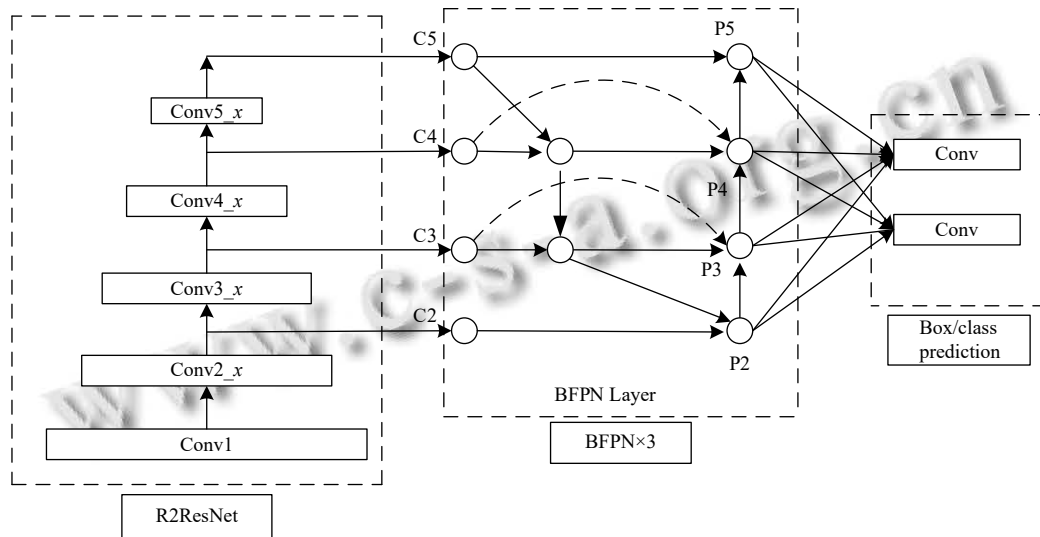 Conv5_x
Conv4_x
Conv3_x
Conv2_x
Conv1
R2ResNet
C5
C4
C3
C2
P5
P4
P3
P2
BFPN Layer
BFPN×3
Conv
Conv
Box/class
prediction
www.c-s-a.org.cn